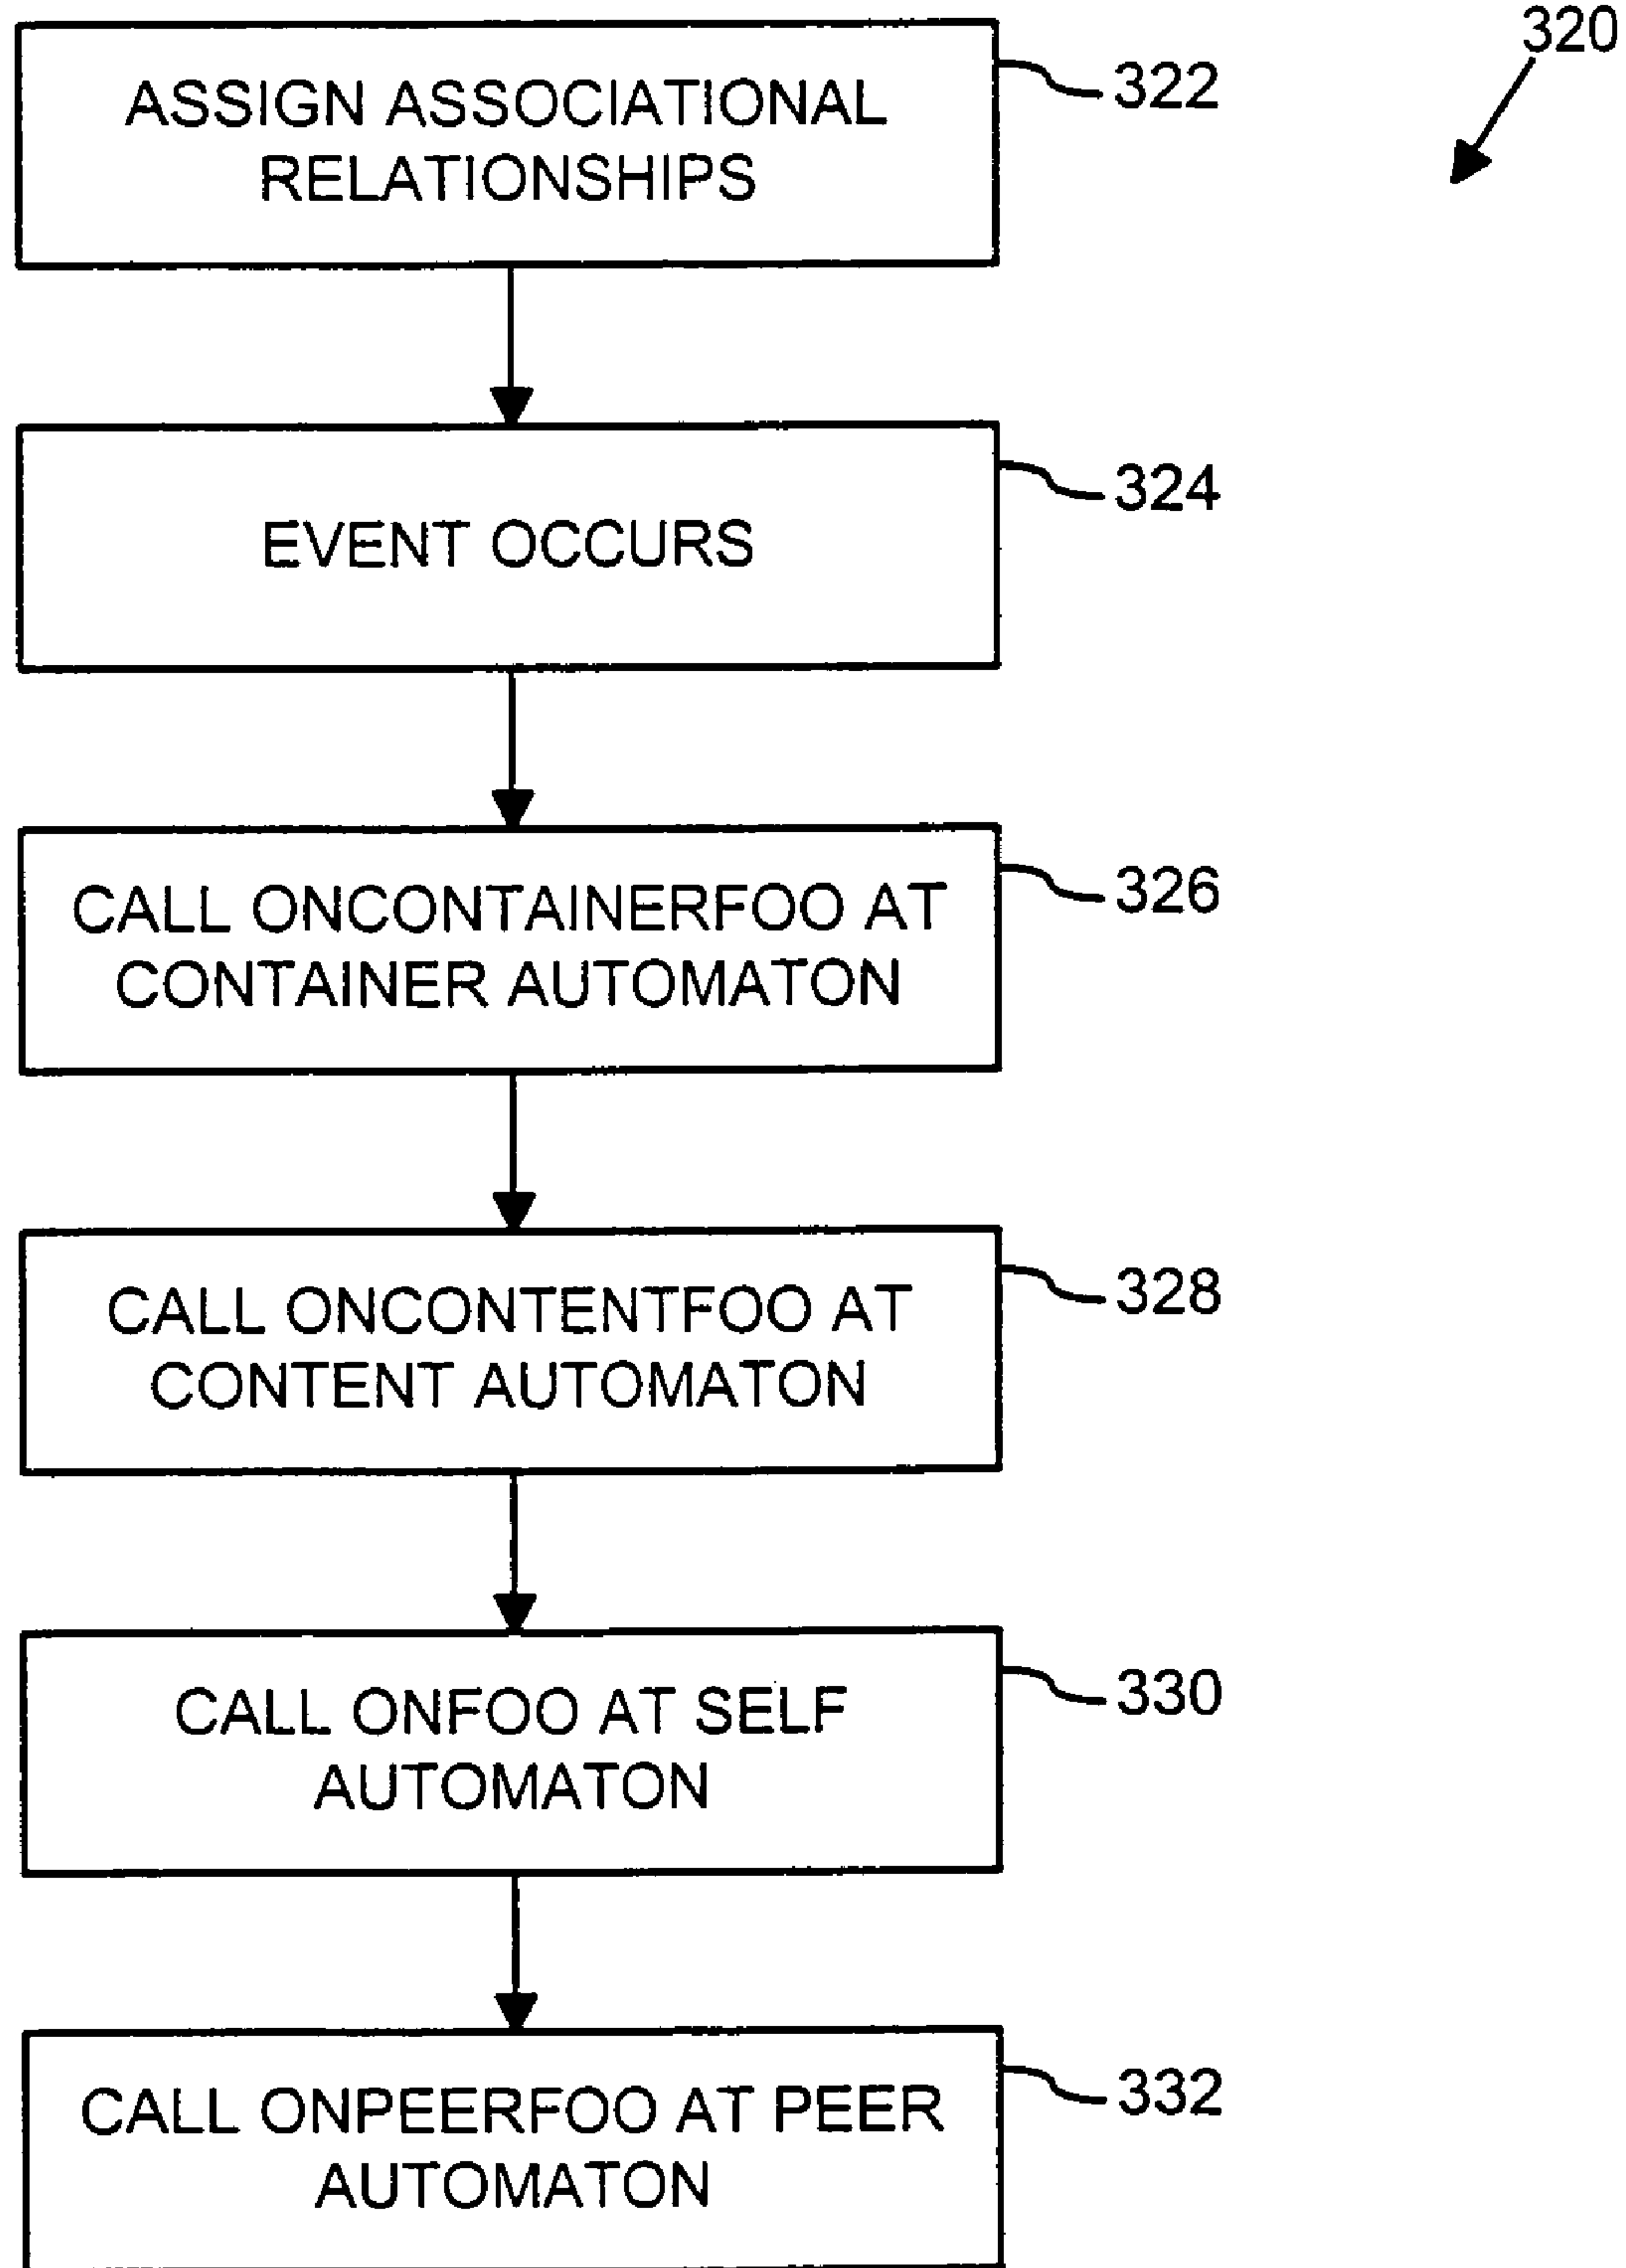 320
ASSIGN ASSOCIATIONAL
RELATIONSHIPS
322
EVENT OCCURS
324
CALL ONCONTAINERFOO AT
CONTAINER AUTOMATON
326
CALL ONCONTENTFOO AT
CONTENT AUTOMATON
328
CALL ONFOO AT SELF
AUTOMATON
330
CALL ONPEERFOO AT PEER
AUTOMATON
332